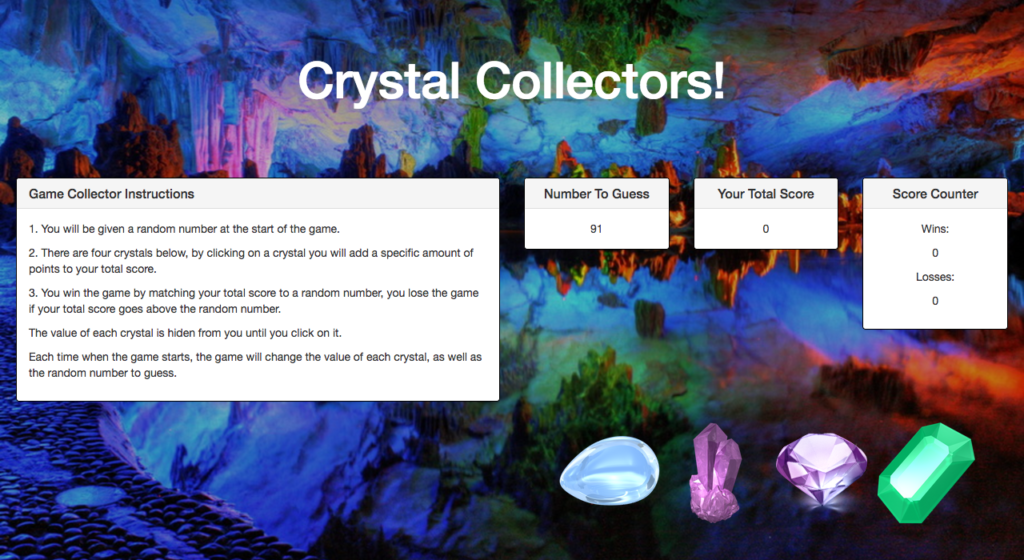 Crystal Collectors!
Game Collector Instructions
1. You will be given a random number at the start of the game.
2. There are four crystals below, by clicking on a crystal you will add a specific amount of
points to your total score.
3. You win the game by matching your total score to a random number, you lose the game
if your total score goes above the random number.
The value of each crystal is hiden from you until you click on it.
Each time when the game starts, the game will change the value of each crystal, as well as
the random number to guess.
Number To Guess
91
Your Total Score
0
Score Counter
Wins:
0
Losses:
0